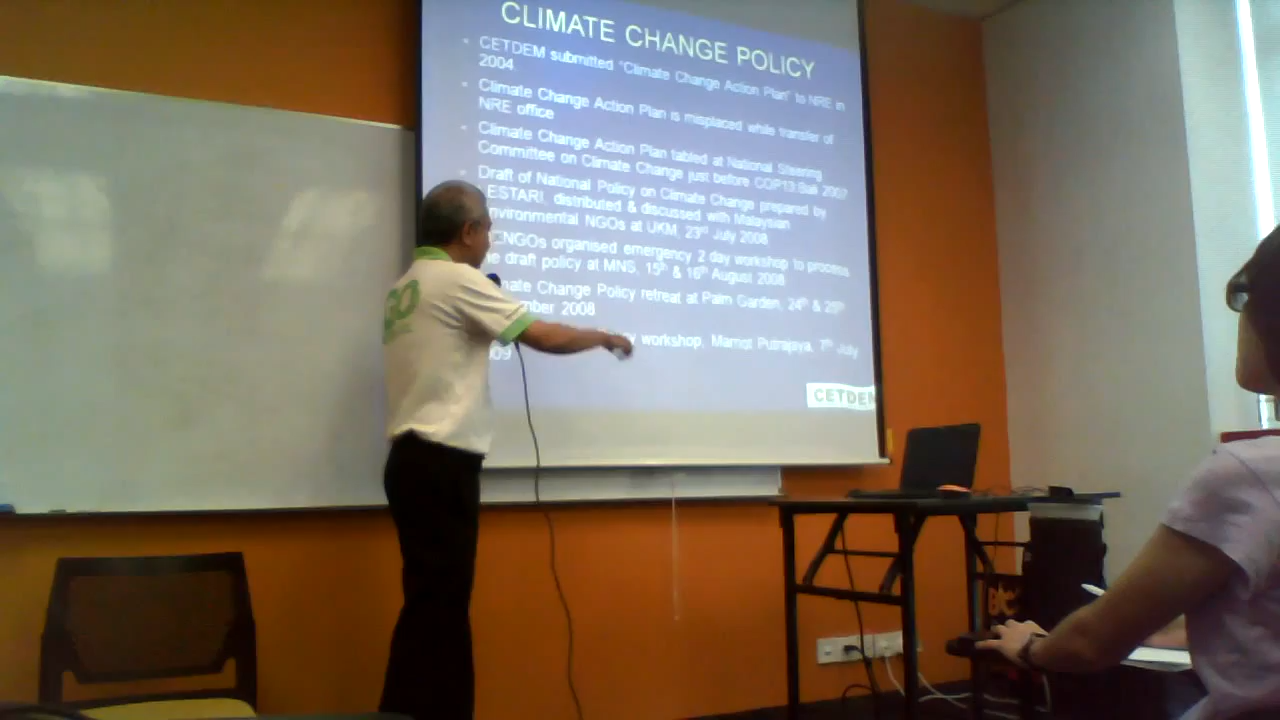 CLIMATE CHANGE POLICY
CETDEM submitted "Climate Change Action Plan" to NRE in
2004
Climate Change Action Plan is misplaced while transfer of
NRE office
Climate Change Action Plan tabled at National Steering
Committee on Climate Change just before COP13 Bali 2007
Draft of National Policy on Climate Change prepared by
LESTARI, distributed & discussed with Malaysian
Environmental NGOs at UKM, 23rd July 2008
ENGOs organised emergency 2 day workshop to process
draft policy at MNS, 15th & 16th August 2008
Change Policy retreat at Palm Garden, 24th & 25th
2008
workshop, Marriot Putrajaya, 7th July
CETDEM
GO